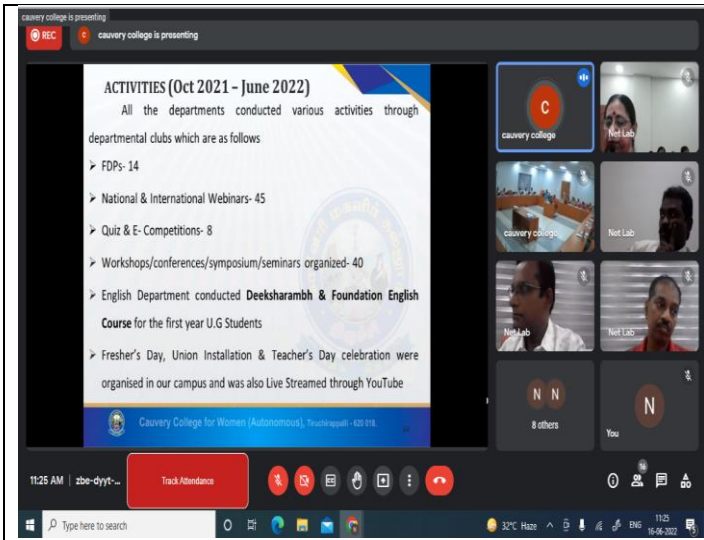 cauvery college is presenting
REC
C
cauvery college is presenting
ACTIVITIES (Oct 2021 – June 2022)
All the departments conducted various activities through
departmental clubs which are as follows
➢ FDPs- 14
➢ National & International Webinars- 45
➢ Quiz & E- Competitions- 8
➢ Workshops/conferences/symposium/seminars organized- 40
➢ English Department conducted Deeksharambh & Foundation English
Course for the first year U.G Students
➢ Fresher's Day, Union Installation & Teacher's Day celebration were
organised in our campus and was also Live Streamed through YouTube
Cauvery College for Women (Autonomous), Tiruchirappalli - 620 018.
C
cauvery college
Net Lab
cauvery college
Net Lab
Net Lab
Net Lab
N N
8 others
N
You
11:25 AM | zbe-dyyt-...
Track Attendance
Type here to search
32°C Haze
ENG
11:25
16-06-2022